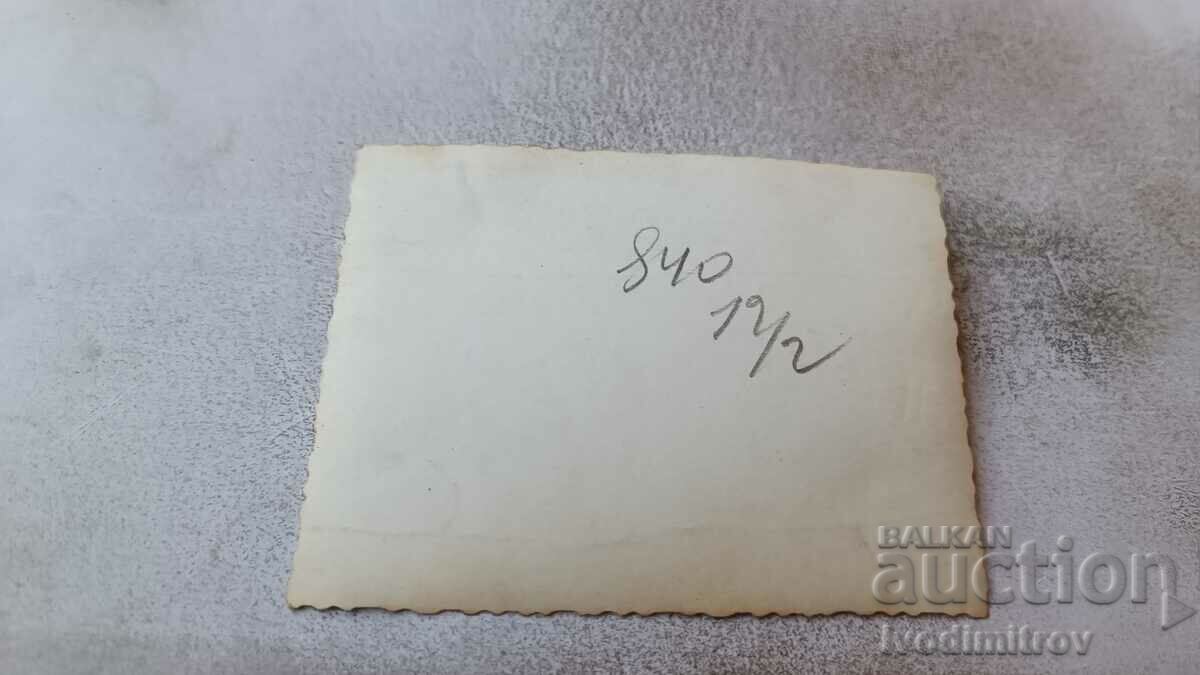 840
19/2
BALKAN
auction
Ivodimitrov